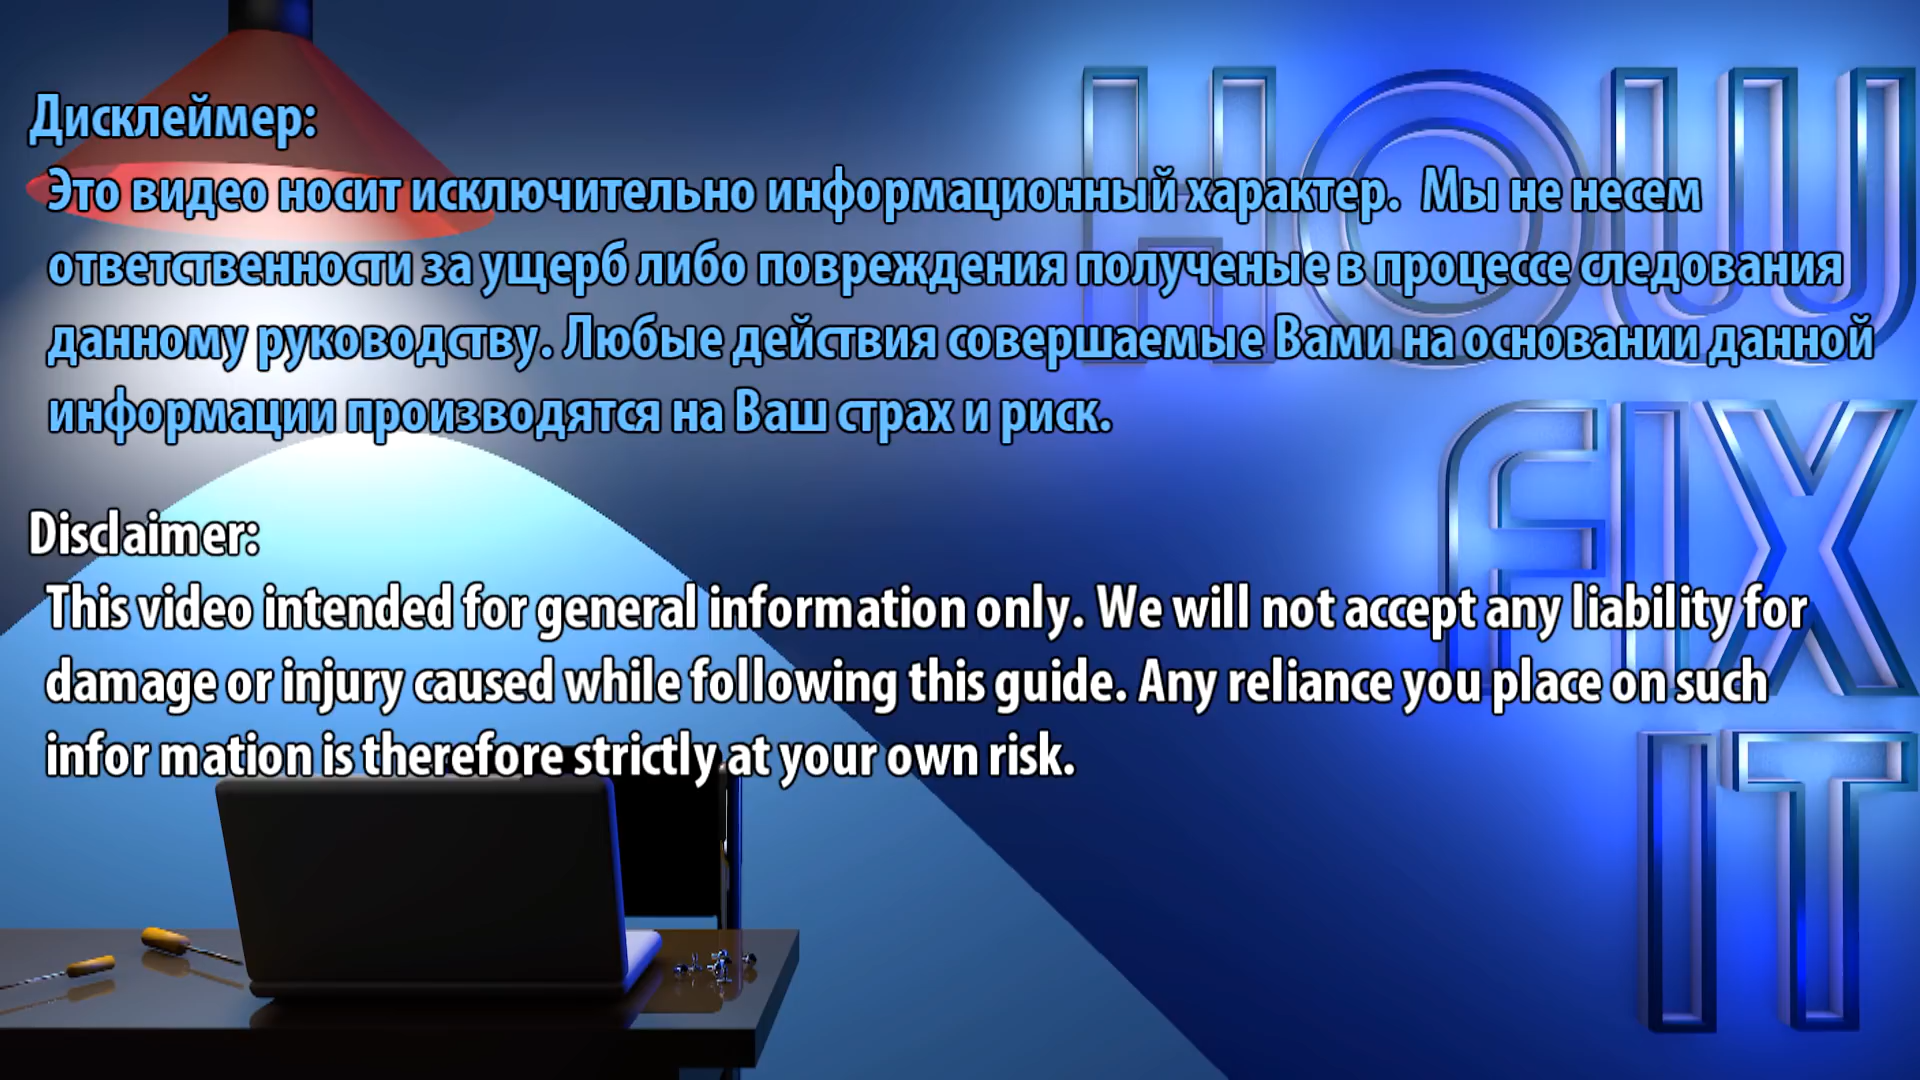 HOW
FIX
IT
Дисклеймер:
Это видео носит исключительно информационный характер. Мы не несем
ответственности за ущерб либо повреждения полученые в процессе следования
данному руководству. Любые действия совершаемые Вами на основании данной
информации производятся на Ваш страх и риск.
Disclaimer:
This video intended for general information only. We will not accept any liability for
damage or injury caused while following this guide. Any reliance you place on such
infor mation is therefore strictly at your own risk.